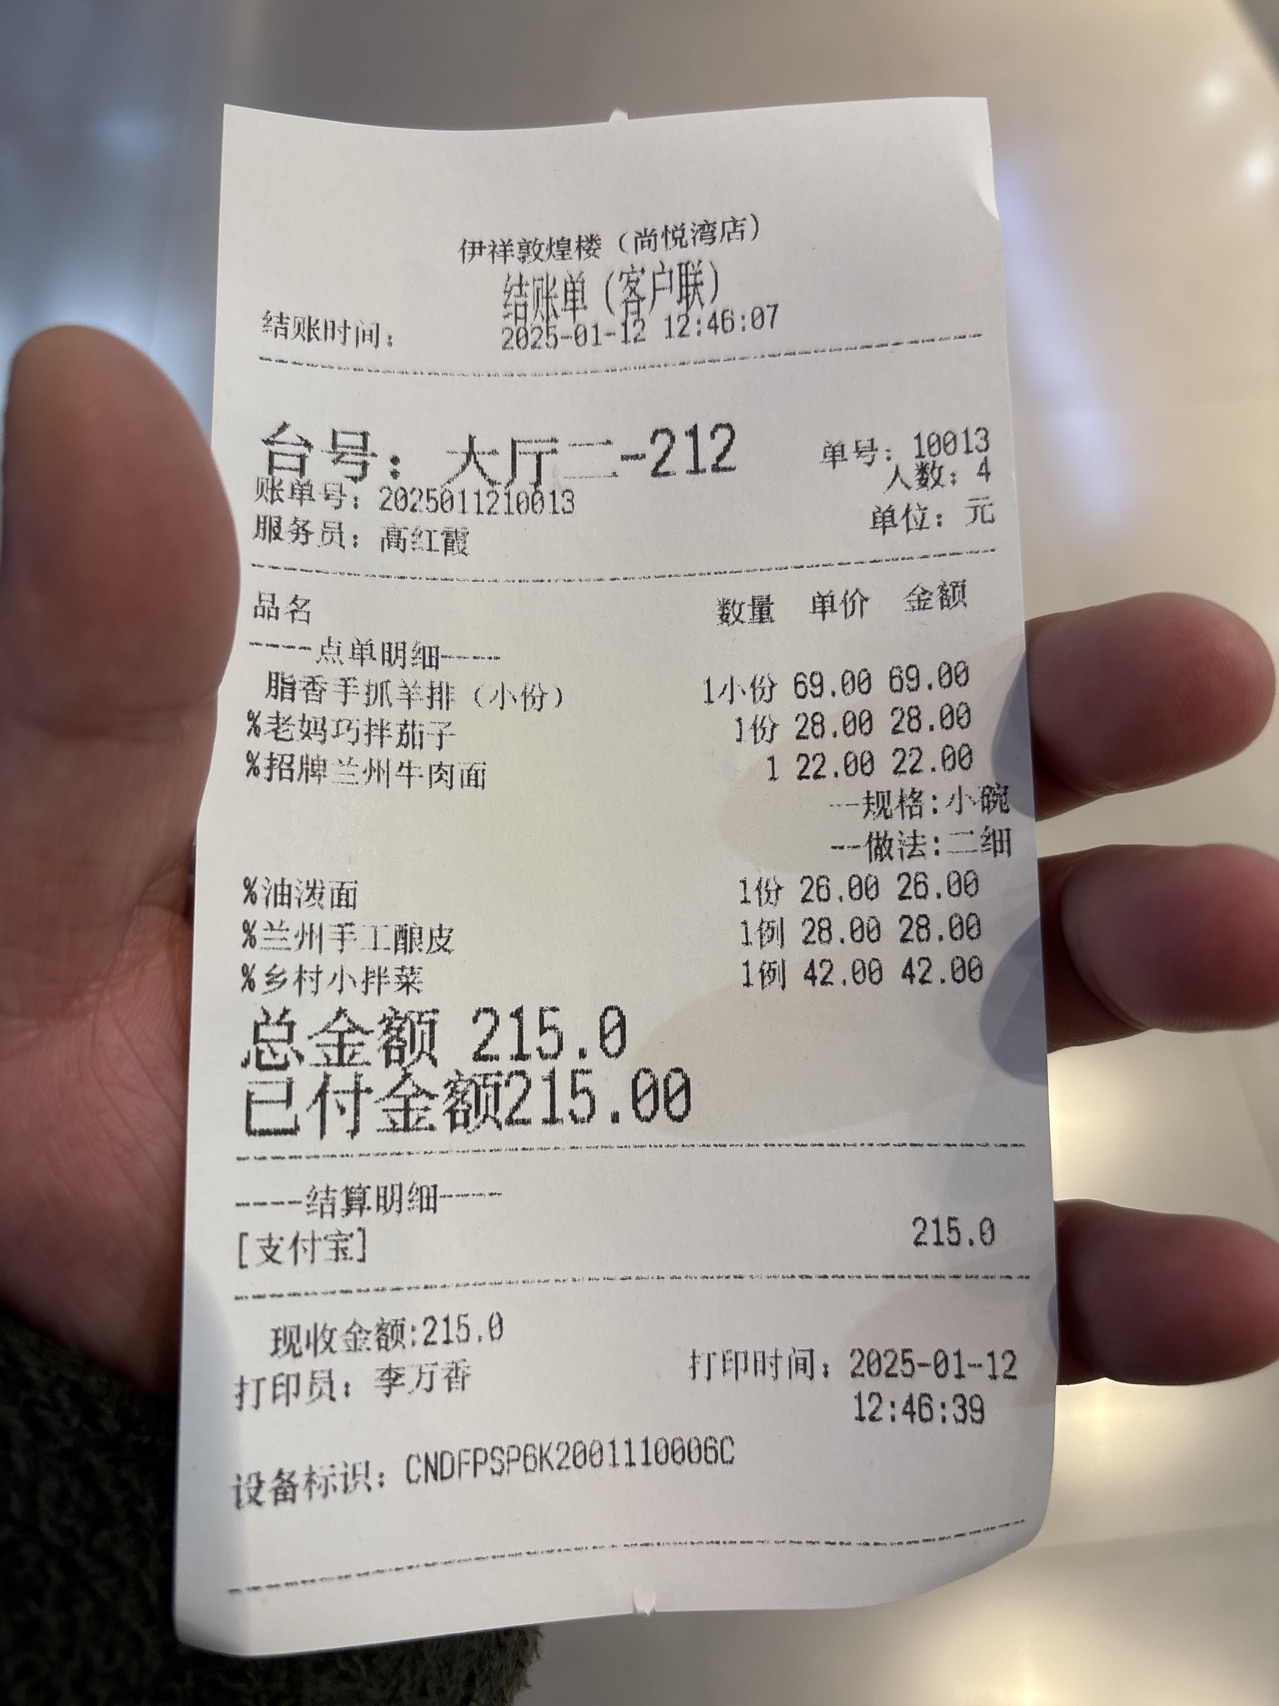 伊祥敦煌楼（尚悦湾店）
结账单（客户联）
结账时间： 2025-01-12 12:46:07
台号： 大厅二-212 单号：10013
人数：4
账单号：2025011210013
单位：元
服务员：高红霞
品名 数量 单价 金额
----点单明细----
脂香手抓羊排（小份） 1小份 69.00 69.00
%老妈巧拌茄子 1份 28.00 28.00
%招牌兰州牛肉面 1 22.00 22.00
--规格:小碗
--做法:二细
%油泼面 1份 26.00 26.00
%兰州手工酿皮 1例 28.00 28.00
%乡村小拌菜 1例 42.00 42.00
总金额 215.0
已付金额215.00
----结算明细----
[支付宝] 215.0
现收金额:215.0
打印员：李万香 打印时间：2025-01-12
12:46:39
设备标识：CNDFPSP6K2001110006C